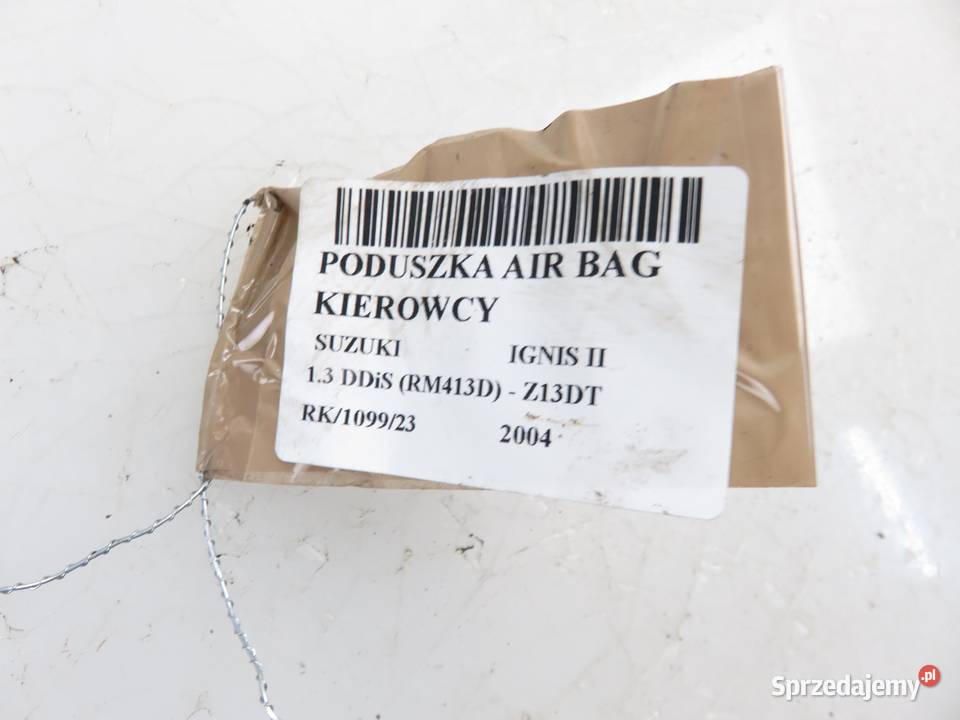 PODUSZKA AIR BAG
KIEROWCY
SUZUKI IGNIS II
1.3 DDiS (RM413D) - Z13DT
RK/1099/23 2004
Sprzedajemy.pl